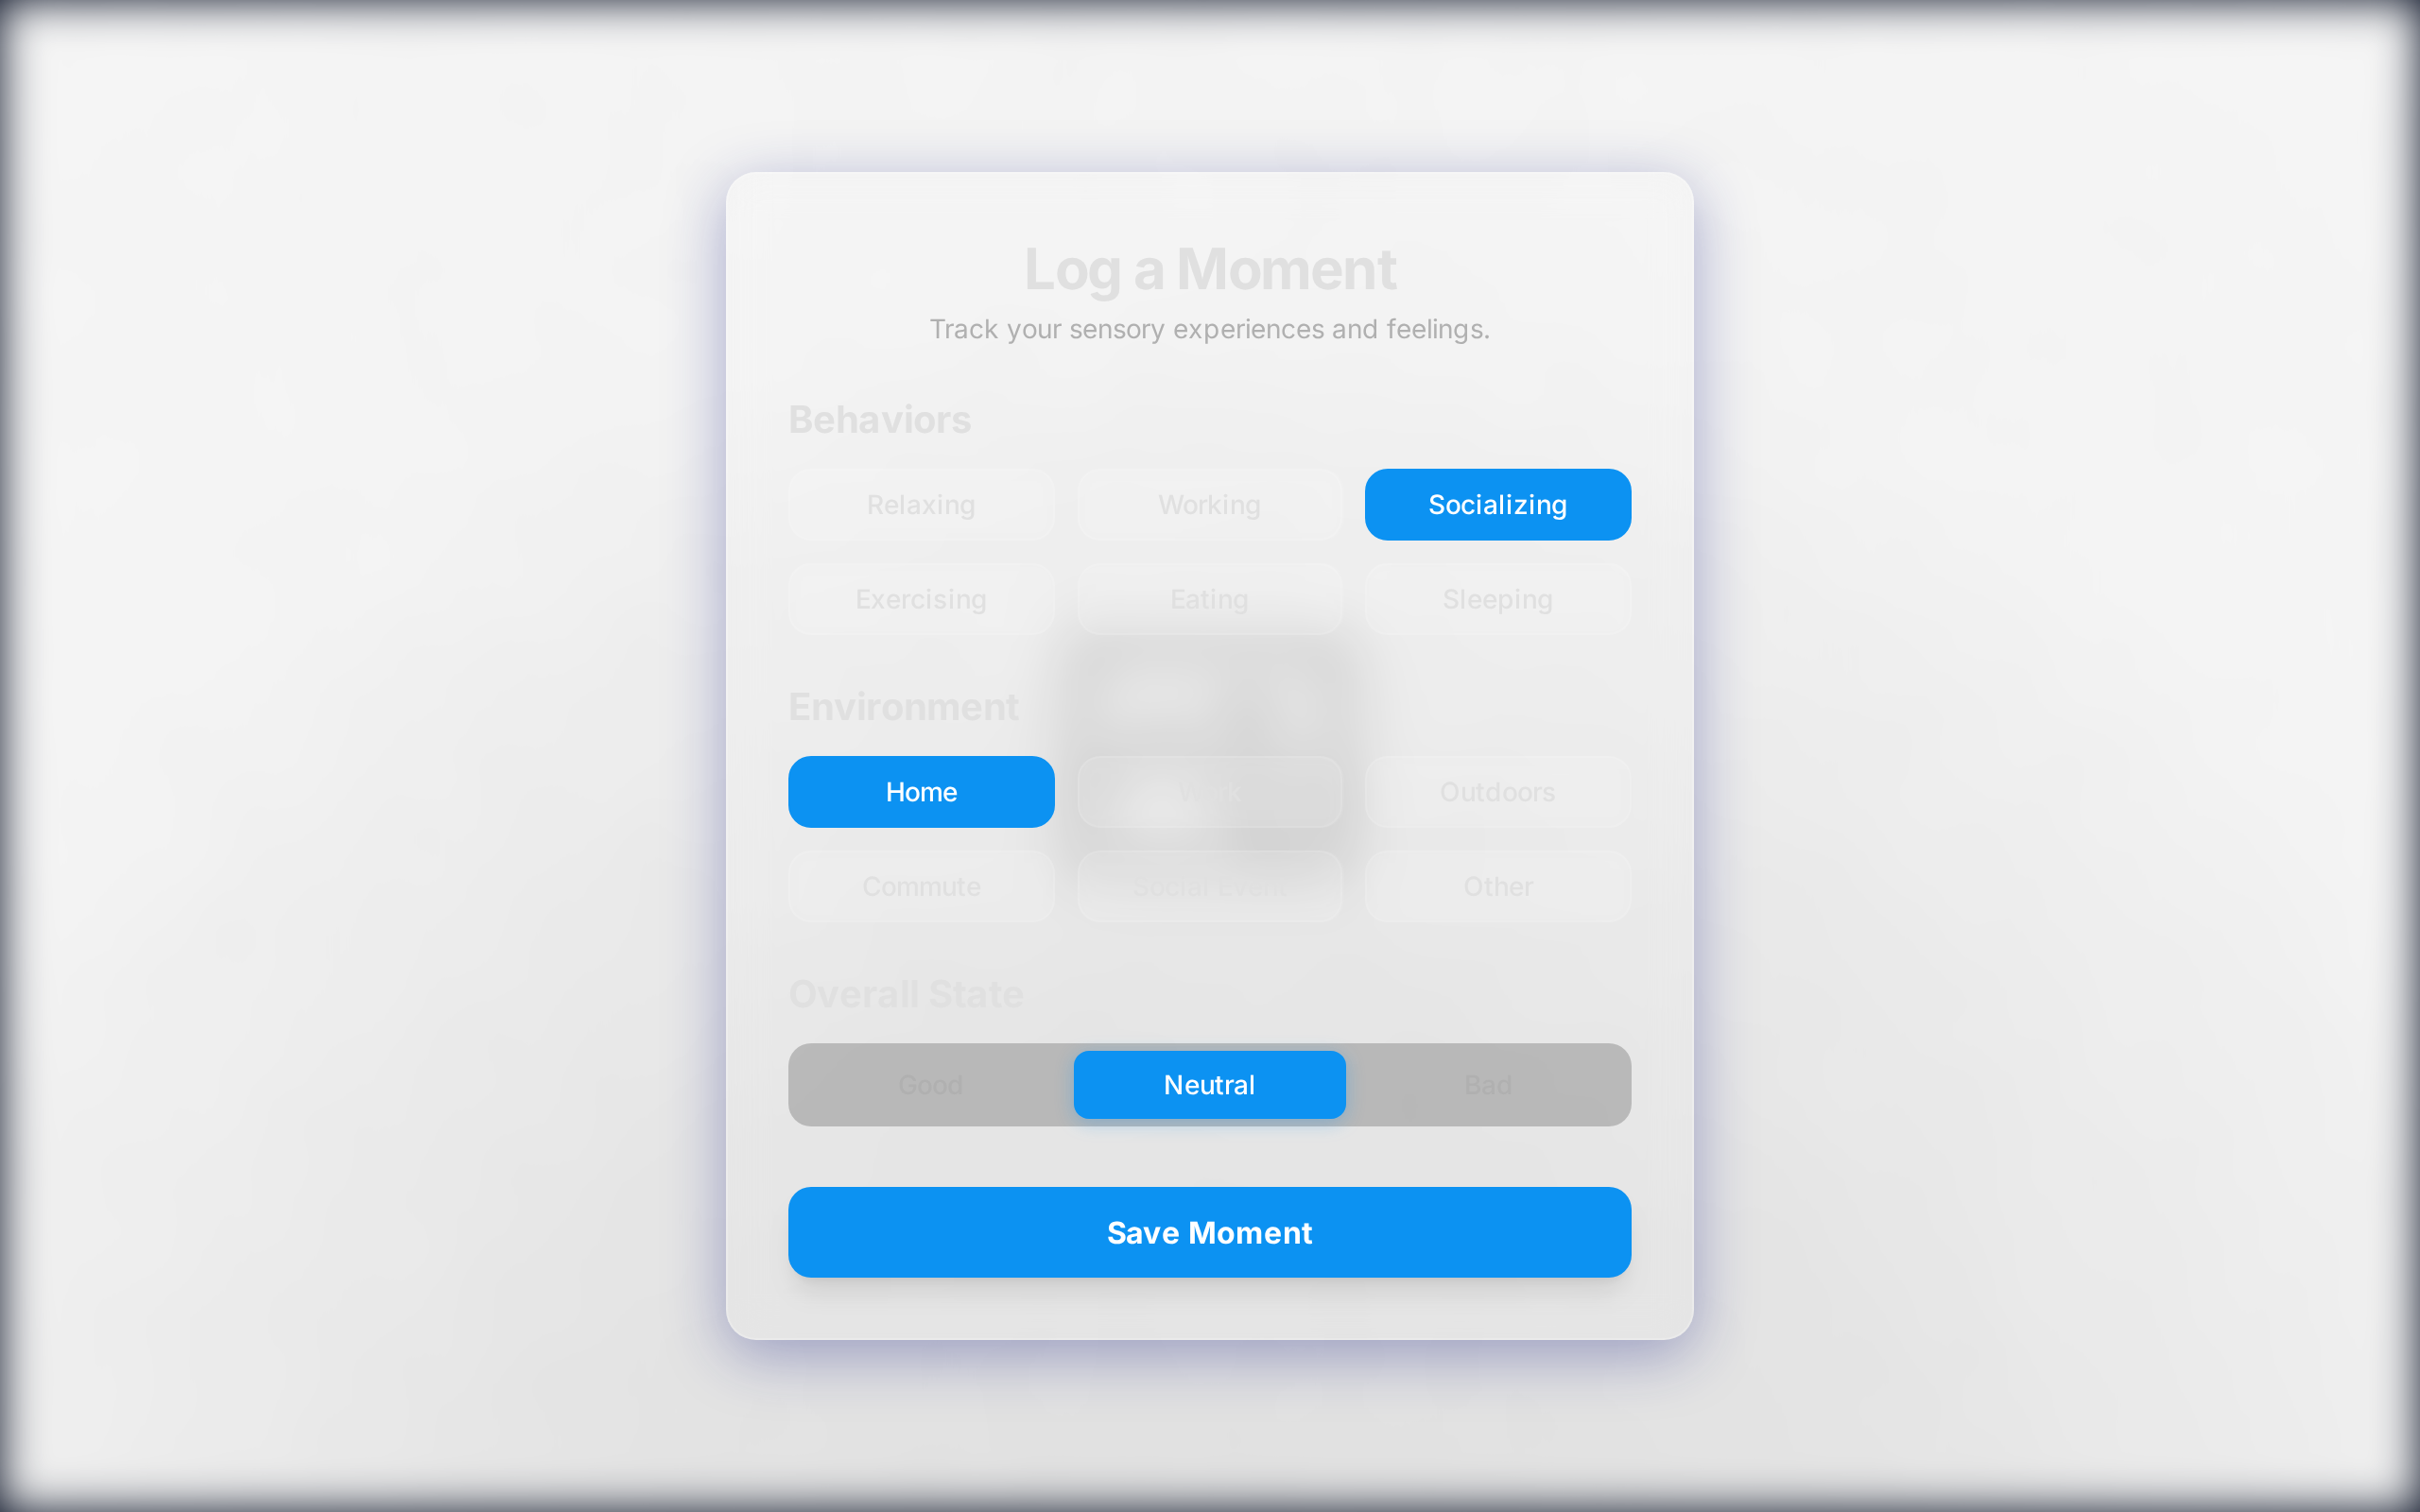 Log a Moment
Track your sensory experiences and feelings.
Behaviors
Relaxing Working Socializing
Exercising Eating Sleeping
Environment
Home Work Outdoors
Commute Social Event Other
Overall State
Good Neutral Bad
Save Moment